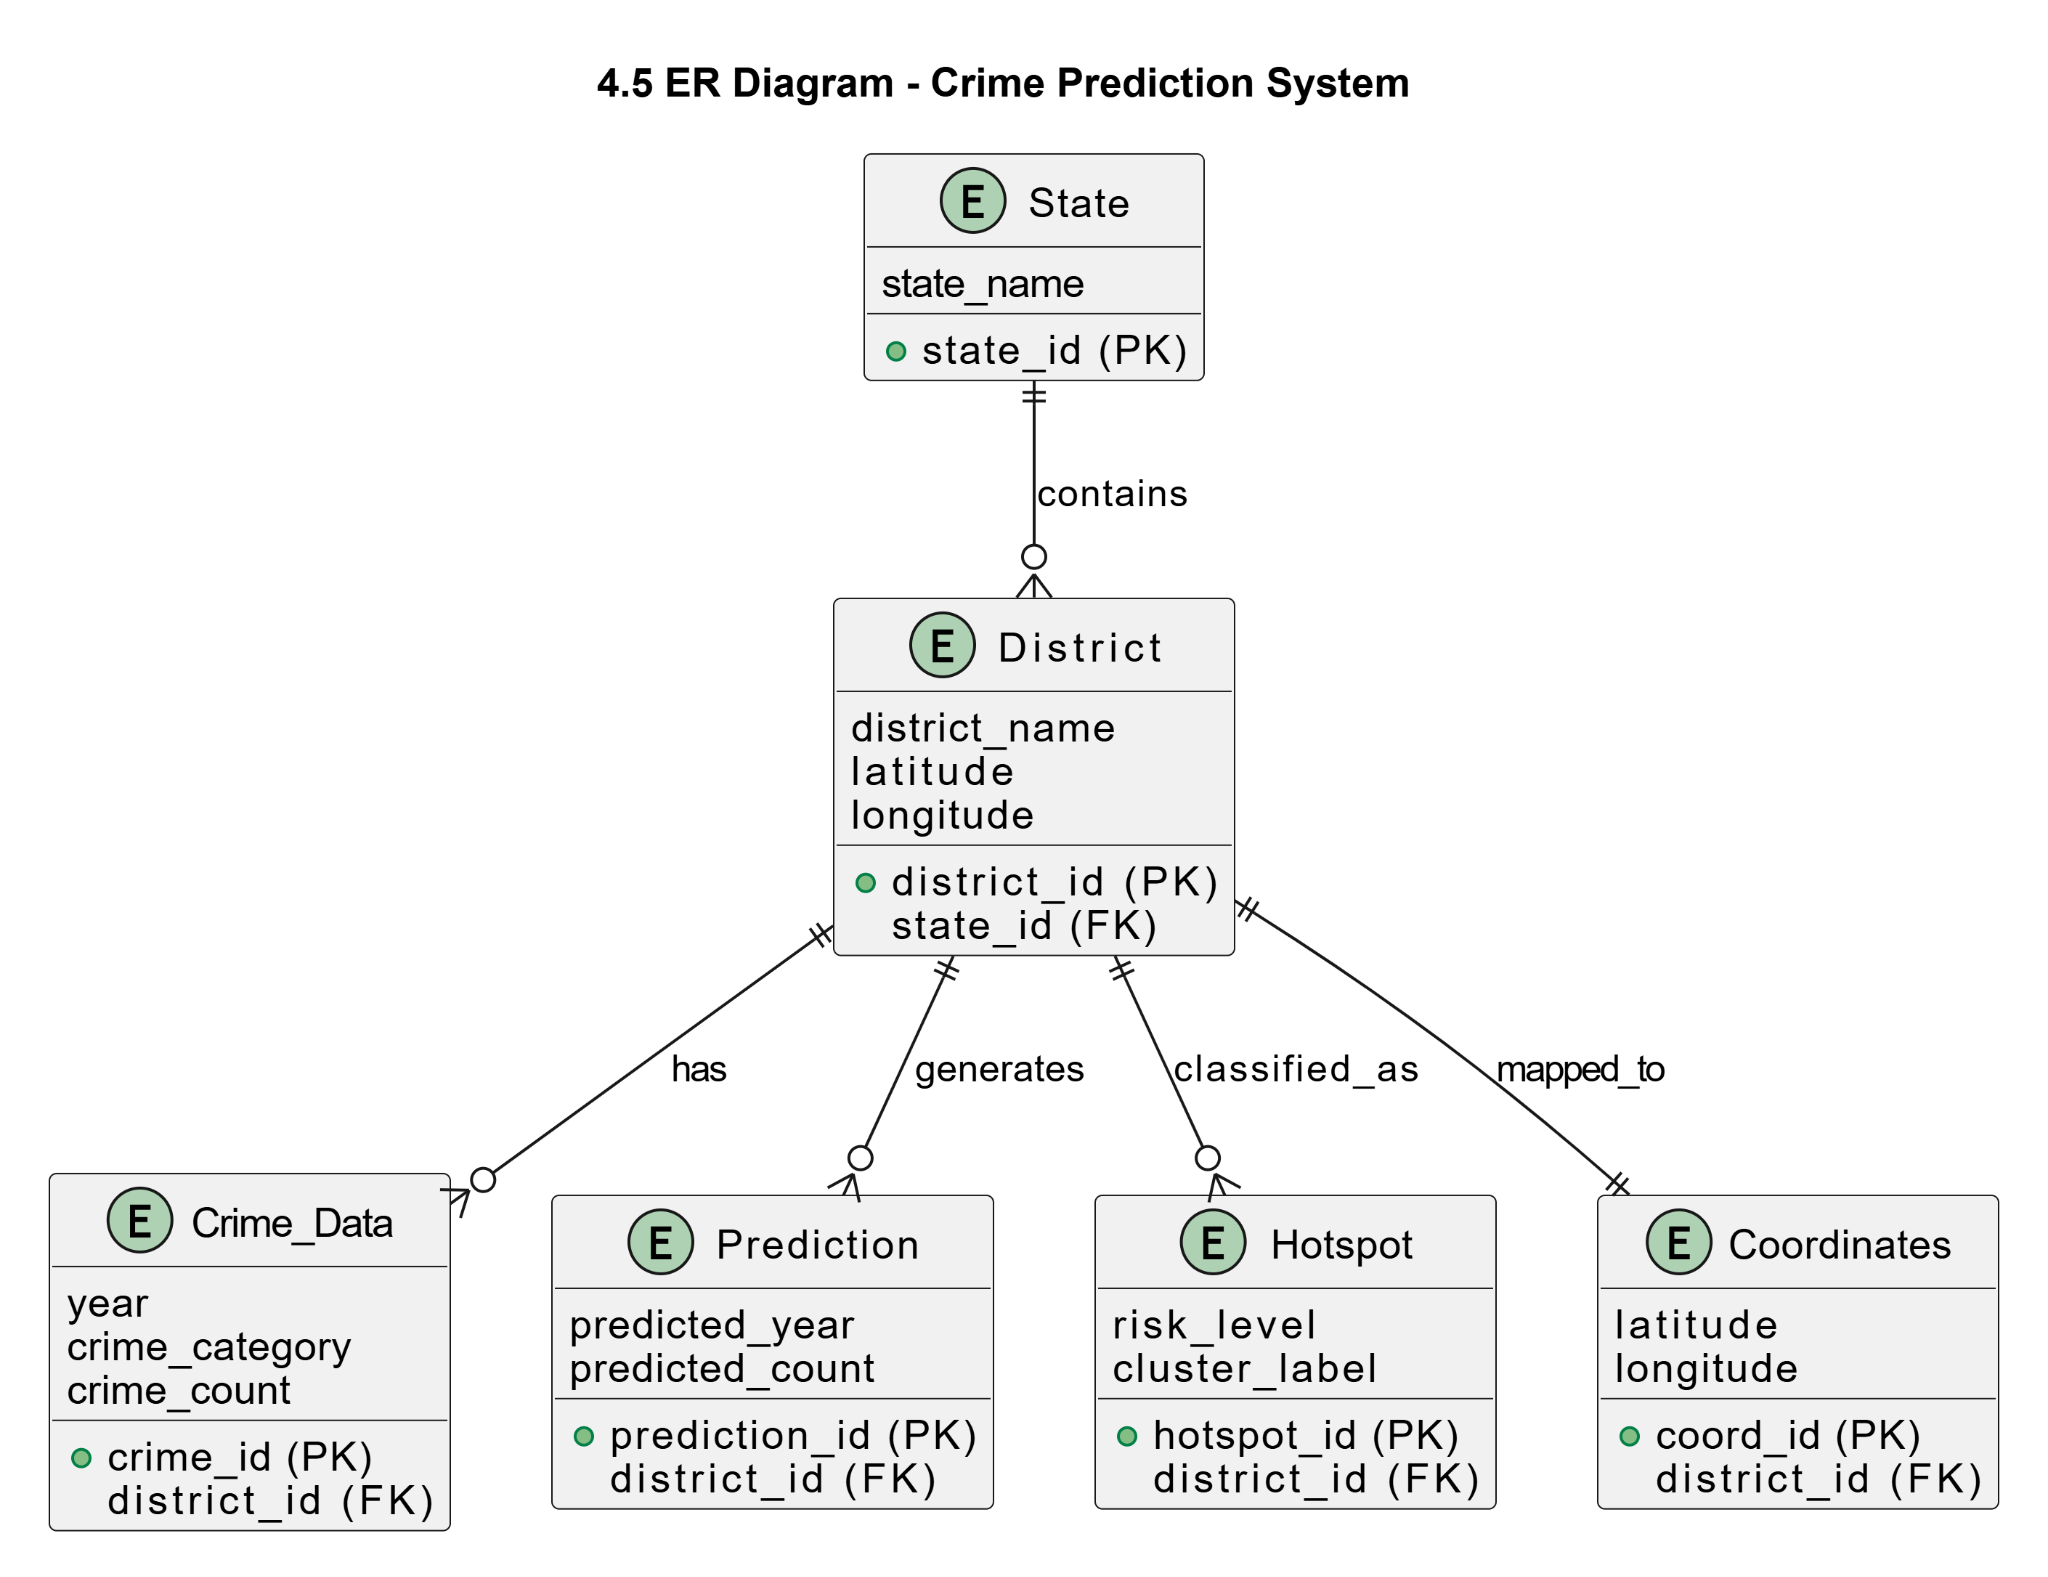 4.5 ER Diagram - Crime Prediction System
E State
state_name
state_id (PK)
contains
E District
district_name
latitude
longitude
district_id (PK)
state_id (FK)
has
generates
classified_as
mapped_to
E Crime_Data
year
crime_category
crime_count
crime_id (PK)
district_id (FK)
E Prediction
predicted_year
predicted_count
prediction_id (PK)
district_id (FK)
E Hotspot
risk_level
cluster_label
hotspot_id (PK)
district_id (FK)
E Coordinates
latitude
longitude
coord_id (PK)
district_id (FK)